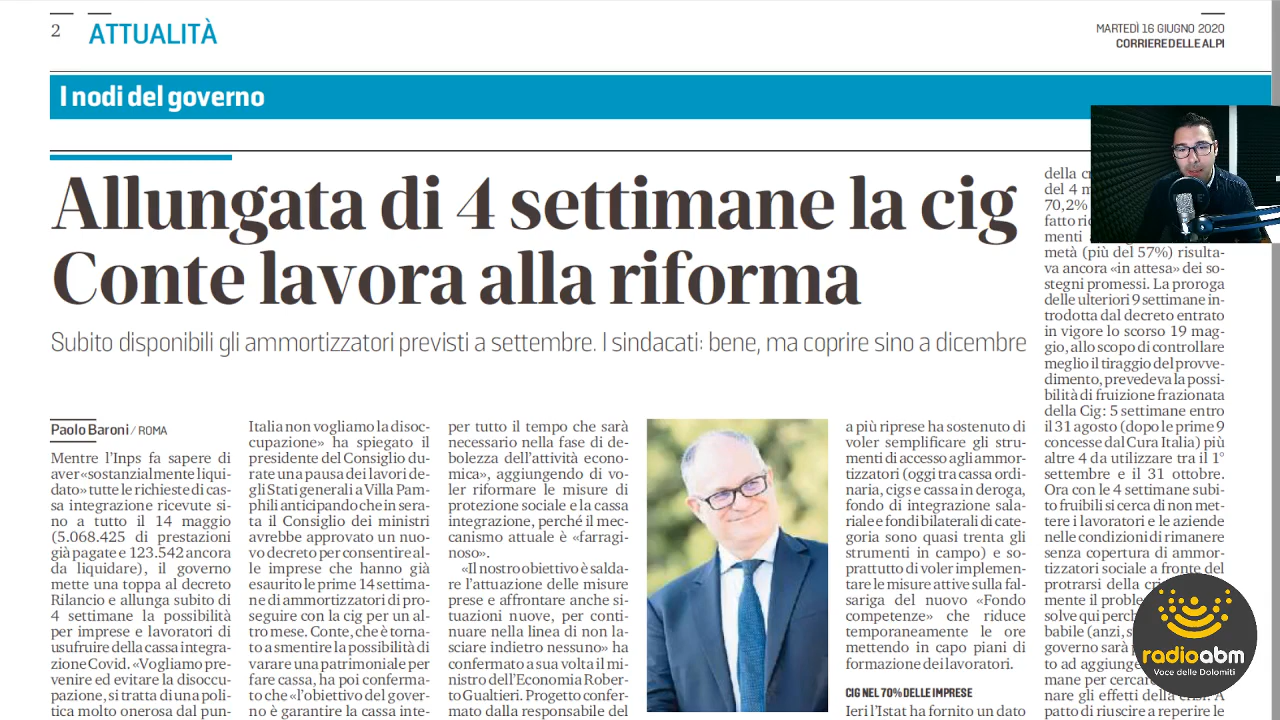 2 ATTUALITÀ
MARTEDÌ 16 GIUGNO 2020
CORRIERE DELLE ALPI
I nodi del governo
Allungata di 4 settimane la cig
Conte lavora alla riforma
Subito disponibili gli ammortizzatori previsti a settembre. I sindacati: bene, ma coprire sino a dicembre
Paolo Baroni / ROMA
Mentre l'Inps fa sapere di
aver «sostanzialmente liqui-
dato» tutte le richieste di cas-
sa integrazione ricevute si-
no a tutto il 14 maggio
(5.068.425 di prestazioni
già pagate e 123.542 ancora
da liquidare), il governo
mette una toppa al decreto
Rilancio e allunga subito di
4 settimane la possibilità
per imprese e lavoratori di
usufruire della cassa integra-
zione Covid. «Vogliamo pre-
venire ed evitare la disoccu-
pazione, si tratta di una poli-
tica molto onerosa dal pun-
Italia non vogliamo la disoc-
cupazione» ha spiegato il
presidente del Consiglio du-
rate una pausa dei lavori de-
gli Stati generali a Villa Pam-
philj anticipando che in sera-
ta il Consiglio dei ministri
avrebbe approvato un nuo-
vo decreto per consentire al-
le imprese che hanno già
esaurito le prime 14 settima-
ne di ammortizzatori di pro-
seguire con la cig per un al-
tro mese. Conte, che è torna-
to a smentire la possibilità di
varare una patrimoniale per
fare cassa, ha poi conferma-
to che «l'obiettivo del gover-
no è garantire la cassa inte-
per tutto il tempo che sarà
necessario nella fase di de-
bolezza dell'attività econo-
mica», aggiungendo di vo-
ler riformare le misure di
protezione sociale e la cassa
integrazione, perché il mec-
canismo attuale è «farragi-
noso».
«Il nostro obiettivo è salda-
re l'attuazione delle misure
prese e affrontare anche si-
tuazioni nuove, per conti-
nuare nella linea di non la-
sciare indietro nessuno» ha
confermato a sua volta il mi-
nistro dell'Economia Rober-
to Gualtieri. Progetto confer-
mato dalla responsabile del
a più riprese ha sostenuto di
voler semplificare gli stru-
menti di accesso agli ammor-
tizzatori (oggi tra cassa ordi-
naria, cigs e cassa in deroga,
fondo di integrazione sala-
riale e fondi bilaterali di cate-
goria sono quasi trenta gli
strumenti in campo) e so-
prattutto di voler implemen-
tare le misure attive sulla fal-
sariga del nuovo «Fondo
competenze» che riduce
temporaneamente le ore
mettendo in capo piani di
formazione dei lavoratori.
CIG NEL 70% DELLE IMPRESE
Ieri l'Istat ha fornito un dato
della
del 4
70,2%
fatto
menti
metà (più del 57%) risulta-
va ancora «in attesa» dei so-
stegni promessi. La proroga
delle ulteriori 9 settimane in-
trodotta dal decreto entrato
in vigore lo scorso 19 mag-
gio, allo scopo di controllare
meglio il tiraggio del provve-
dimento, prevedeva la possi-
bilità di fruizione frazionata
della Cig: 5 settimane entro
il 31 agosto (dopo le prime 9
concesse dal Cura Italia) più
altre 4 da utilizzare tra il 1°
settembre e il 31 ottobre.
Ora con le 4 settimane subi-
to fruibili si cerca di non met-
tere i lavoratori e le aziende
nelle condizioni di rimanere
senza copertura di ammor-
tizzatori sociale a fronte del
protrarsi della
mente il
solve qui
babile (anzi,
governo sarà
to ad
mane per
nare gli effetti della crisi. A
patto di riuscire a reperire le
radioabm
Voce delle Dolomiti